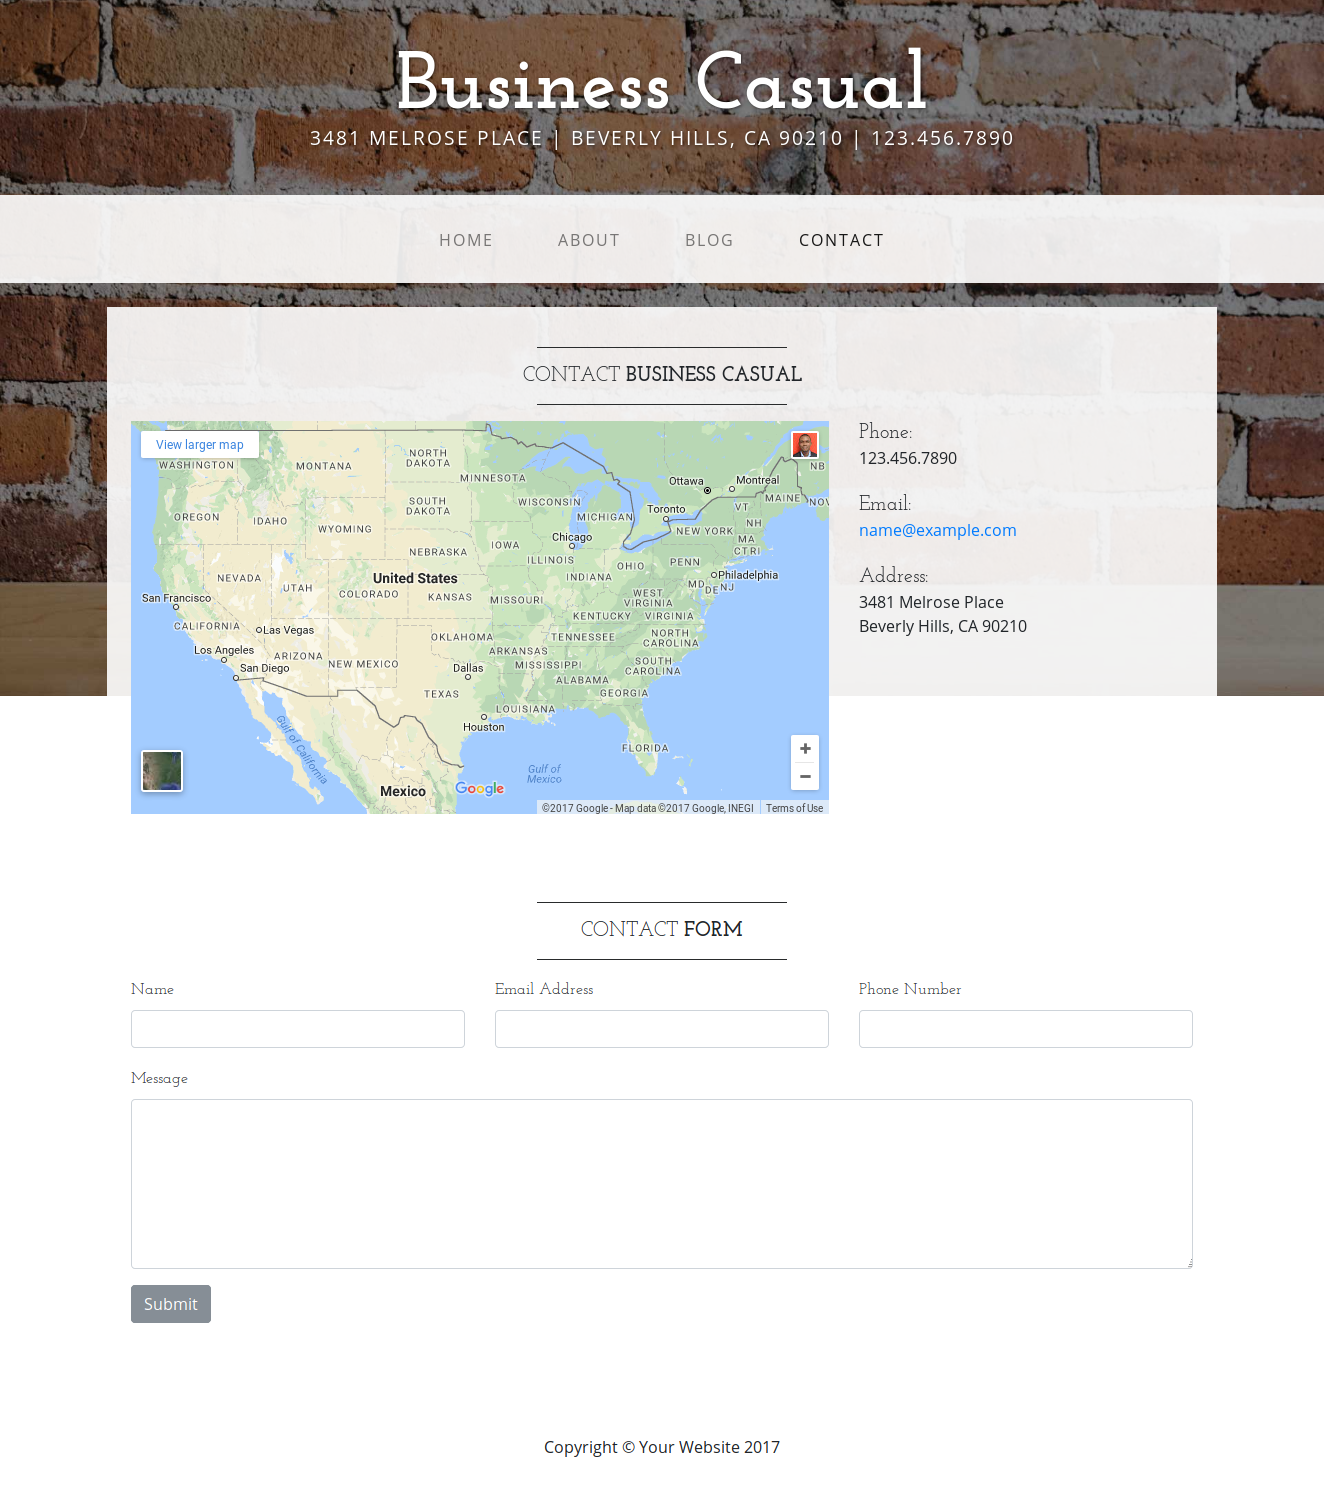 Business Casual
3481 MELROSE PLACE | BEVERLY HILLS, CA 90210 | 123.456.7890
HOME
ABOUT
BLOG
CONTACT
CONTACT BUSINESS CASUAL
View larger map
WASHINGTON
MONTANA
NORTH
DAKOTA
MINNESOTA
Ottawa
Montreal
NB
MAINE
NOV
OREGON
IDAHO
WYOMING
SOUTH
DAKOTA
WISCONSIN
MICHIGAN
Toronto
VT
NH
NEW YORK
MA
CT RI
NEBRASKA
IOWA
Chicago
ILLINOIS
INDIANA
OHIO
PENN
Philadelphia
MD
DE
NJ
NEVADA
UTAH
COLORADO
United States
KANSAS
MISSOURI
WEST
VIRGINIA
VIRGINIA
KENTUCKY
San Francisco
CALIFORNIA
Las Vegas
Los Angeles
San Diego
ARIZONA
NEW MEXICO
OKLAHOMA
ARKANSAS
TENNESSEE
NORTH
CAROLINA
SOUTH
CAROLINA
MISSISSIPPI
ALABAMA
GEORGIA
Dallas
TEXAS
LOUISIANA
Houston
FLORIDA
Gulf of California
Gulf of
Mexico
Mexico
Google
©2017 Google - Map data ©2017 Google, INEGI
Terms of Use
Phone:
123.456.7890
Email:
name@example.com
Address:
3481 Melrose Place
Beverly Hills, CA 90210
CONTACT FORM
Name
Email Address
Phone Number
Message
Submit
Copyright © Your Website 2017